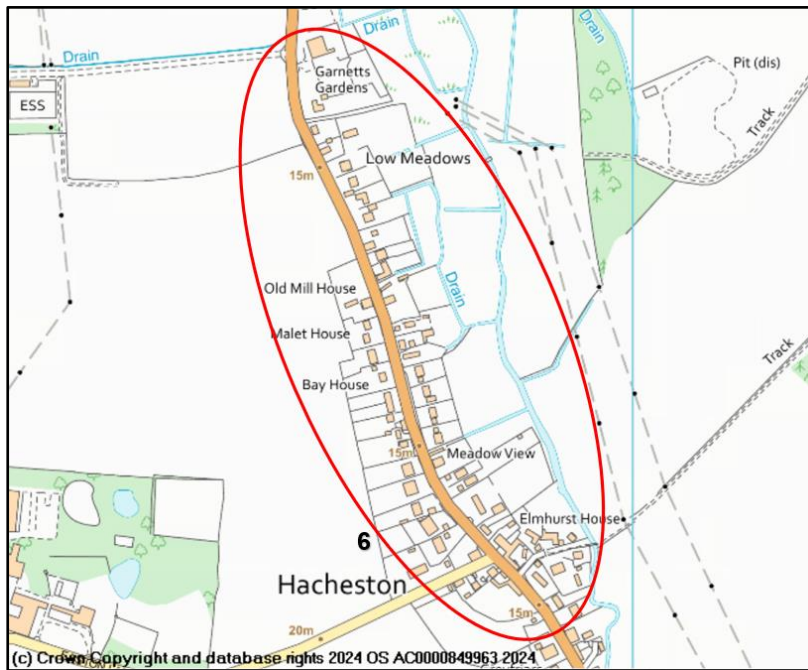 Drain
Drain
Drain
Garnetts
Gardens
Pit (dis)
ESS
Track
Low Meadows
15m
Drain
Old Mill House
Malet House
Track
Bay House
15m
Meadow View
Elmhurst House
6
Hacheston
15m
20m
(c) Crown Copyright and database rights 2024 OS AC0000849963 2024